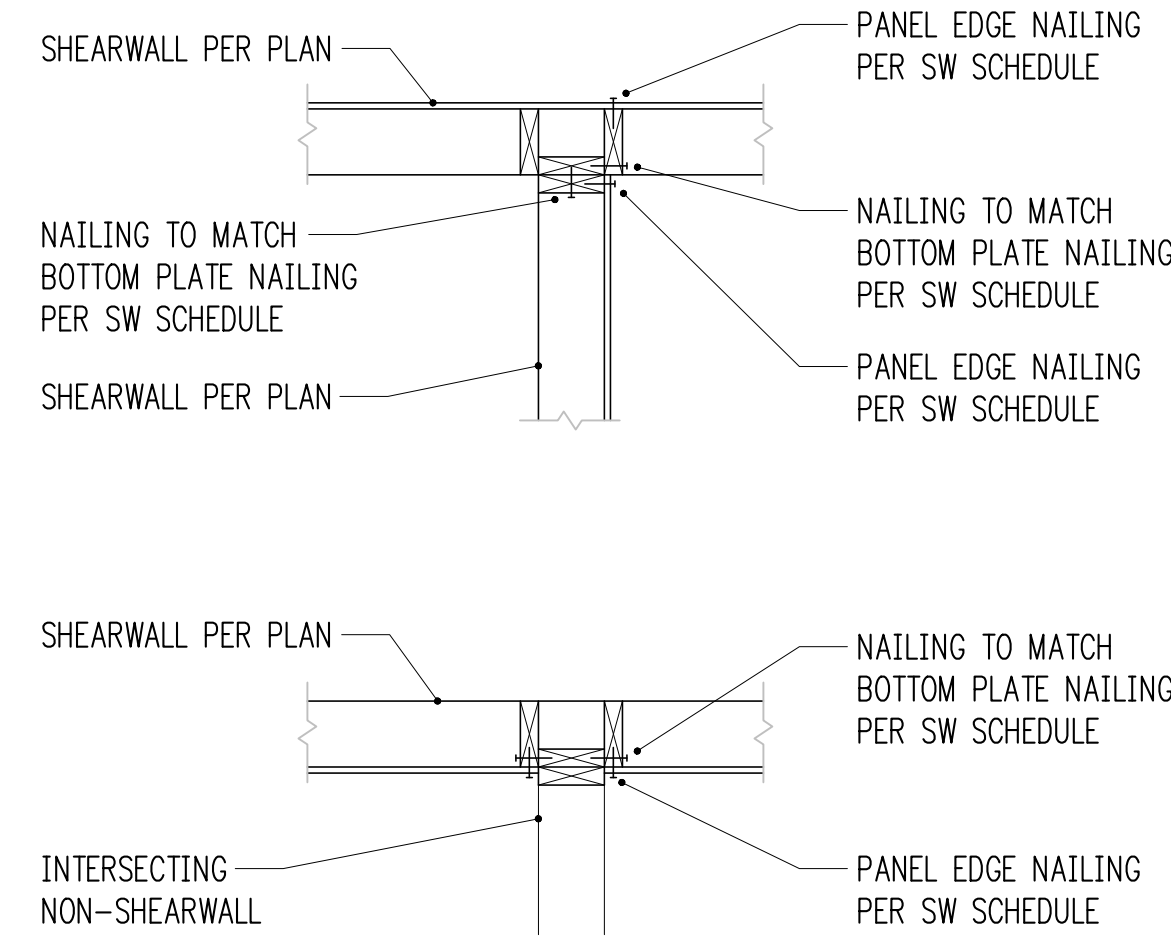 SHEARWALL PER PLAN
PANEL EDGE NAILING
PER SW SCHEDULE
NAILING TO MATCH
BOTTOM PLATE NAILING
PER SW SCHEDULE
NAILING TO MATCH
BOTTOM PLATE NAILING
PER SW SCHEDULE
SHEARWALL PER PLAN
PANEL EDGE NAILING
PER SW SCHEDULE
SHEARWALL PER PLAN
NAILING TO MATCH
BOTTOM PLATE NAILING
PER SW SCHEDULE
INTERSECTING
NON-SHEARWALL
PANEL EDGE NAILING
PER SW SCHEDULE